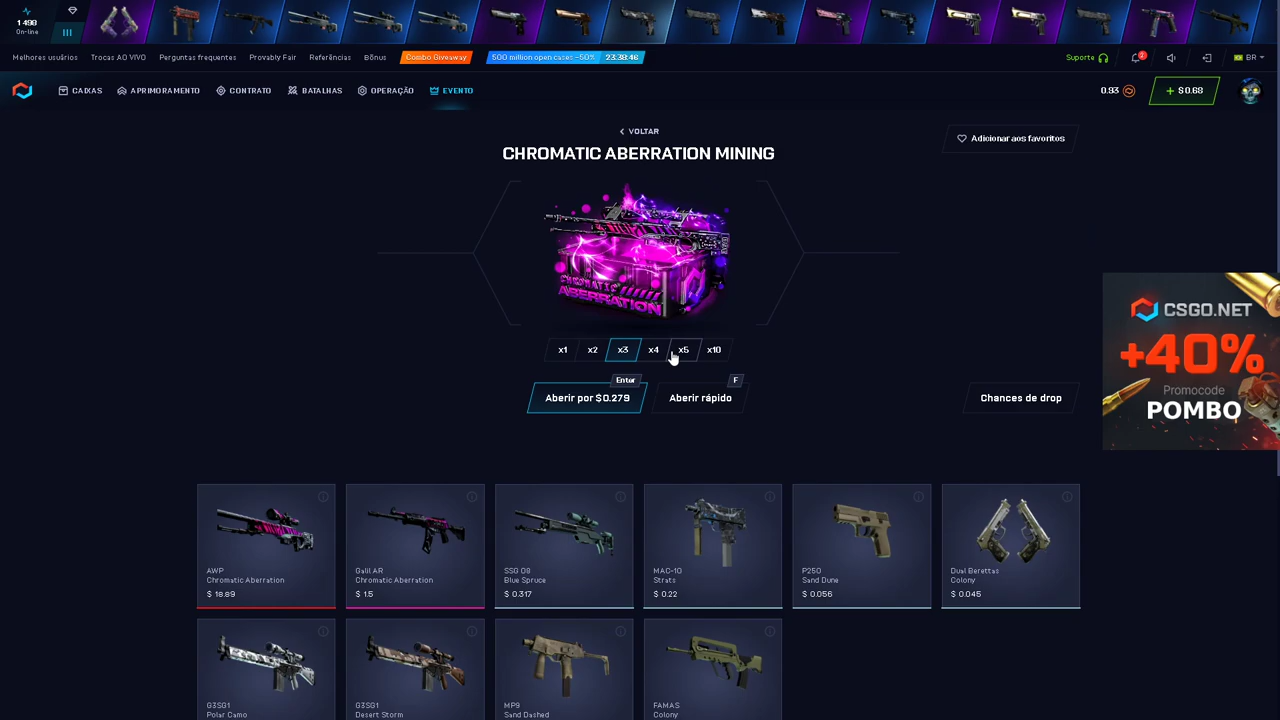 1 498
On-line
Melhores usuários
Trocas AO VIVO
Perguntas frequentes
Provably Fair
Referências
Bônus
Combo Giveaway
500 million open cases -50%
23:38:46
Suporte
2
BR
CAIXAS
APRIMORAMENTO
CONTRATO
BATALHAS
OPERAÇÃO
EVENTO
0.93
+ $ 0.68
VOLTAR
CHROMATIC ABERRATION MINING
Adicionar aos favoritos
CHROMATIC
ABERRATION
x1
x2
x3
x4
x5
x10
Enter
Aberir por $ 0.279
F
Aberir rápido
Chances de drop
CSGO.NET
+40%
Promocode
POMBO
AWP
Chromatic Aberration
$ 18.89
Galil AR
Chromatic Aberration
$ 1.5
SSG 08
Blue Spruce
$ 0.317
MAC-10
Strats
$ 0.22
P250
Sand Dune
$ 0.056
Dual Berettas
Colony
$ 0.045
G3SG1
Polar Camo
G3SG1
Desert Storm
MP9
Sand Dashed
FAMAS
Colony